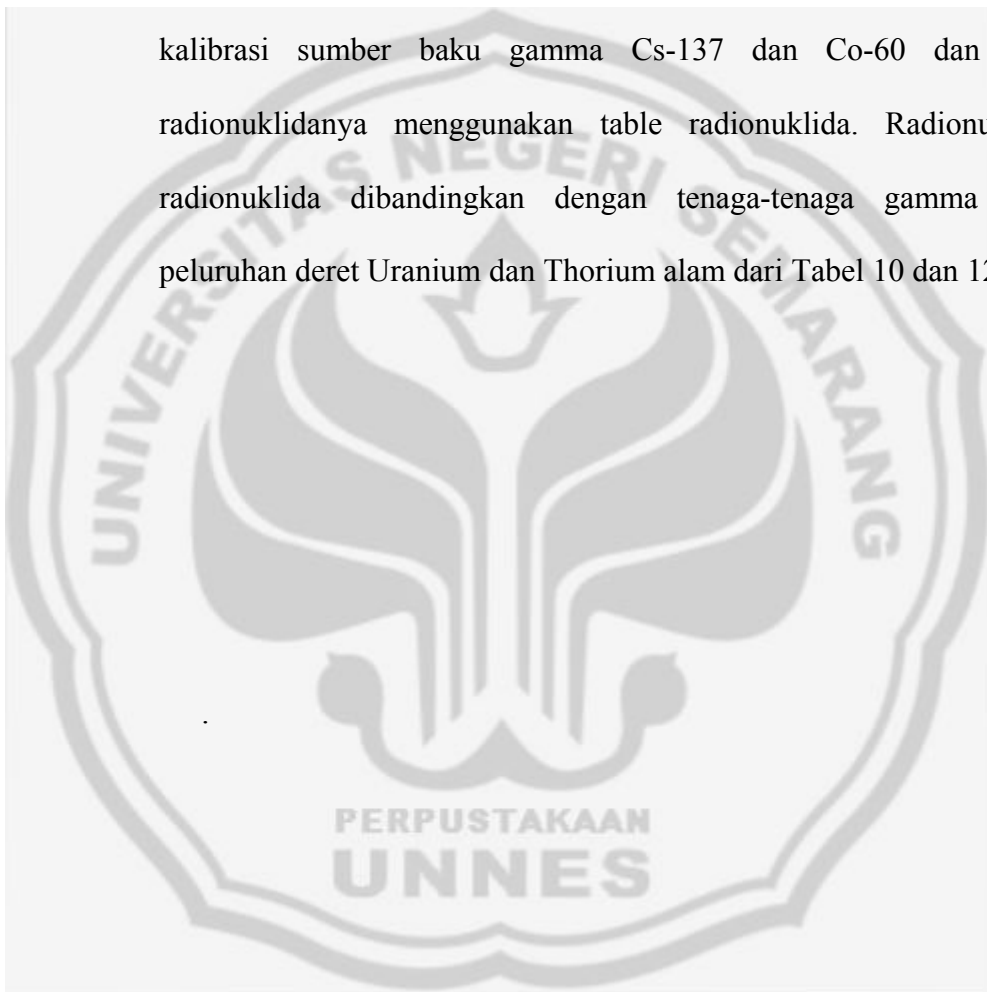 kalibrasi sumber baku gamma Cs-137 dan Co-60 dan
radionuklidanya menggunakan table radionuklida. Radionu
radionuklida dibandingkan dengan tenaga-tenaga gamma
peluruhan deret Uranium dan Thorium alam dari Tabel 10 dan 12
.
UNIVERSITAS NEGERI SEMARANG
PERPUSTAKAAN
UNNES